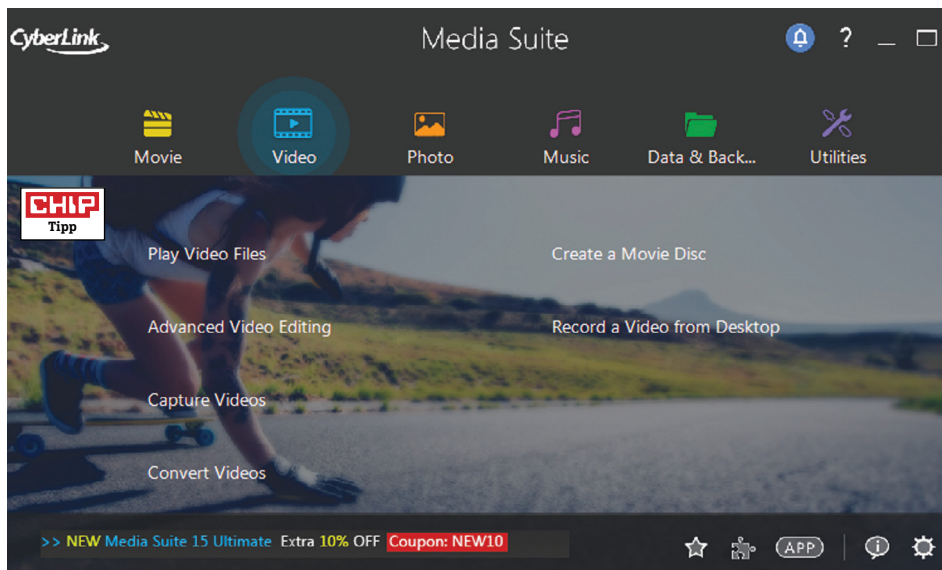 CyberLink
Media Suite
?
Movie
Video
Photo
Music
Data & Back...
Utilities
CHIP
Tipp
Play Video Files
Create a Movie Disc
Advanced Video Editing
Record a Video from Desktop
Capture Videos
Convert Videos
>> NEW Media Suite 15 Ultimate Extra 10% OFF Coupon: NEW10
APP